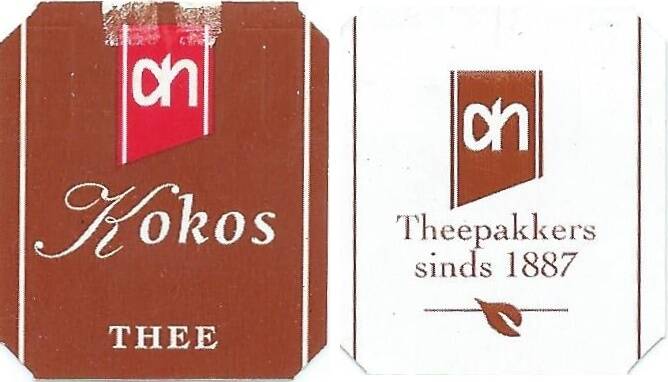 ah
Kokos
THEE
ah
Theepakkers
sinds 1887